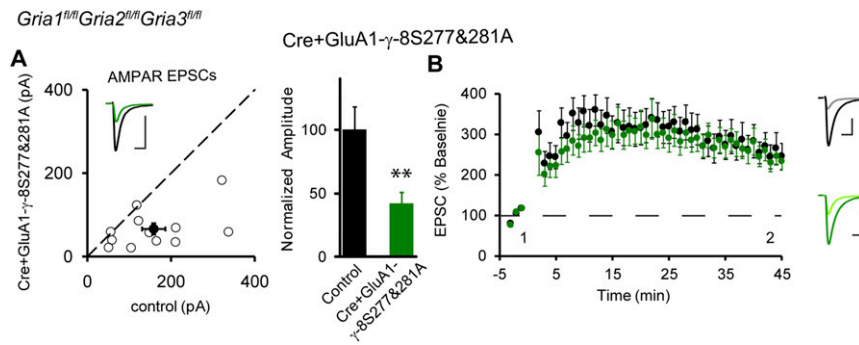 Gria1fl/flGria2fl/flGria3fl/fl
Cre+GluA1-γ-8S277&281A
A
B
AMPAR EPSCs
Cre+GluA1-γ-8S277&281A (pA)
400
200
0
0
200
400
control (pA)
Normalized Amplitude
100
50
0
**
Control
Cre+GluA1-
γ-8S277&281A
EPSC (% Baselnie)
400
300
200
100
0
1
2
-5
5
15
25
35
45
Time (min)